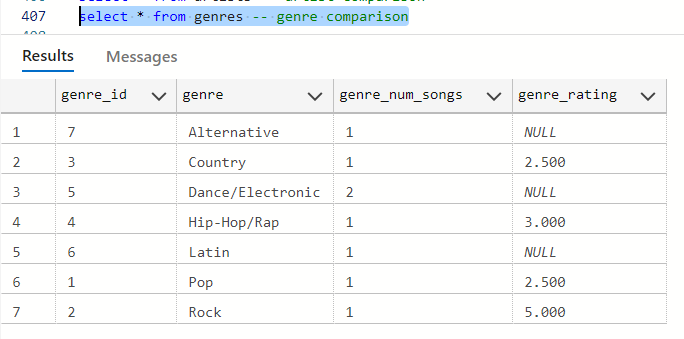 407 select * from genres -- genre comparison
Results Messages
genre_id genre genre_num_songs genre_rating
1 7 Alternative 1 NULL
2 3 Country 1 2.500
3 5 Dance/Electronic 2 NULL
4 4 Hip-Hop/Rap 1 3.000
5 6 Latin 1 NULL
6 1 Pop 1 2.500
7 2 Rock 1 5.000